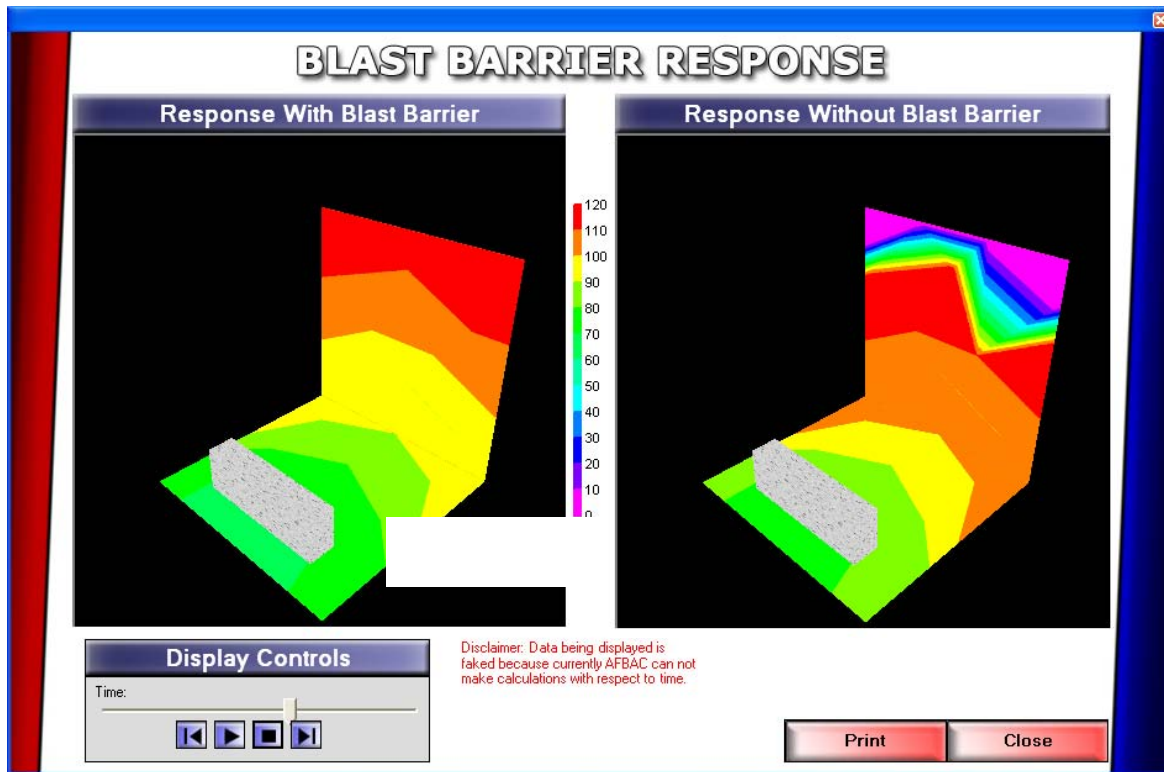 BLAST BARRIER RESPONSE
Response With Blast Barrier
Response Without Blast Barrier
120
110
100
90
80
70
60
50
40
30
20
10
0
Display Controls
Time:
Disclaimer: Data being displayed is
faked because currently AFBAC can not
make calculations with respect to time.
Print
Close